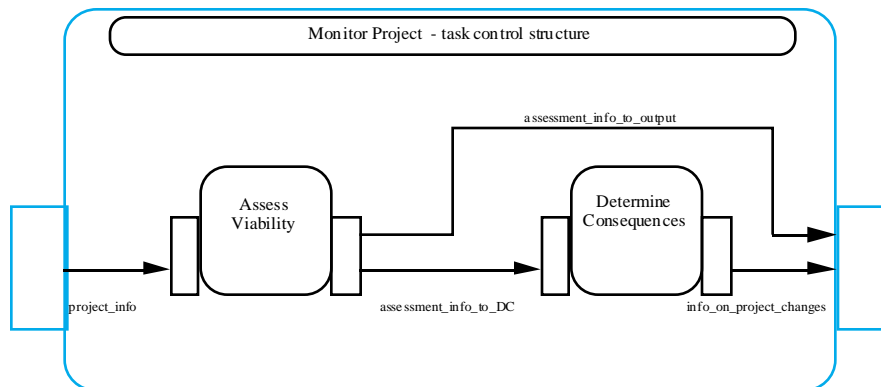 Monitor Project - task control structure
assessment_info_to_output
Assess
Viability
Determine
Consequences
project_info
assessment_info_to_DC
info_on_project_changes